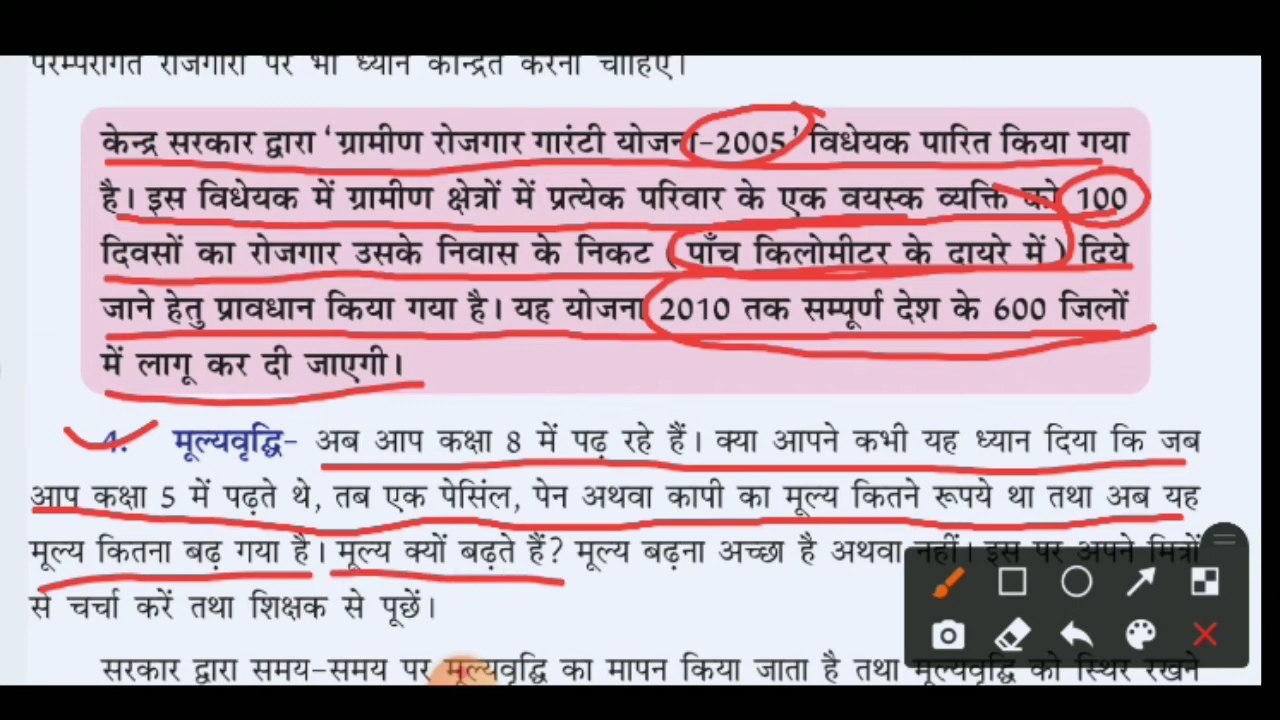 परम्परागत रोजगारों पर भी ध्यान केन्द्रित करना चाहिए।
केन्द्र सरकार द्वारा ‘ग्रामीण रोजगार गारंटी योजना-2005’ विधेयक पारित किया गया
है। इस विधेयक में ग्रामीण क्षेत्रों में प्रत्येक परिवार के एक वयस्क व्यक्ति को 100
दिवसों का रोजगार उसके निवास के निकट (पाँच किलोमीटर के दायरे में) दिये
जाने हेतु प्रावधान किया गया है। यह योजना 2010 तक सम्पूर्ण देश के 600 जिलों
में लागू कर दी जाएगी।
4. मूल्यवृद्धि- अब आप कक्षा 8 में पढ़ रहे हैं। क्या आपने कभी यह ध्यान दिया कि जब
आप कक्षा 5 में पढ़ते थे, तब एक पेसिंल, पेन अथवा कापी का मूल्य कितने रूपये था तथा अब यह
मूल्य कितना बढ़ गया है। मूल्य क्यों बढ़ते हैं? मूल्य बढ़ना अच्छा है अथवा नहीं। इस पर अपने मित्रों
से चर्चा करें तथा शिक्षक से पूछें।
सरकार द्वारा समय-समय पर मूल्यवृद्धि का मापन किया जाता है तथा मूल्यवृद्धि को स्थिर रखने